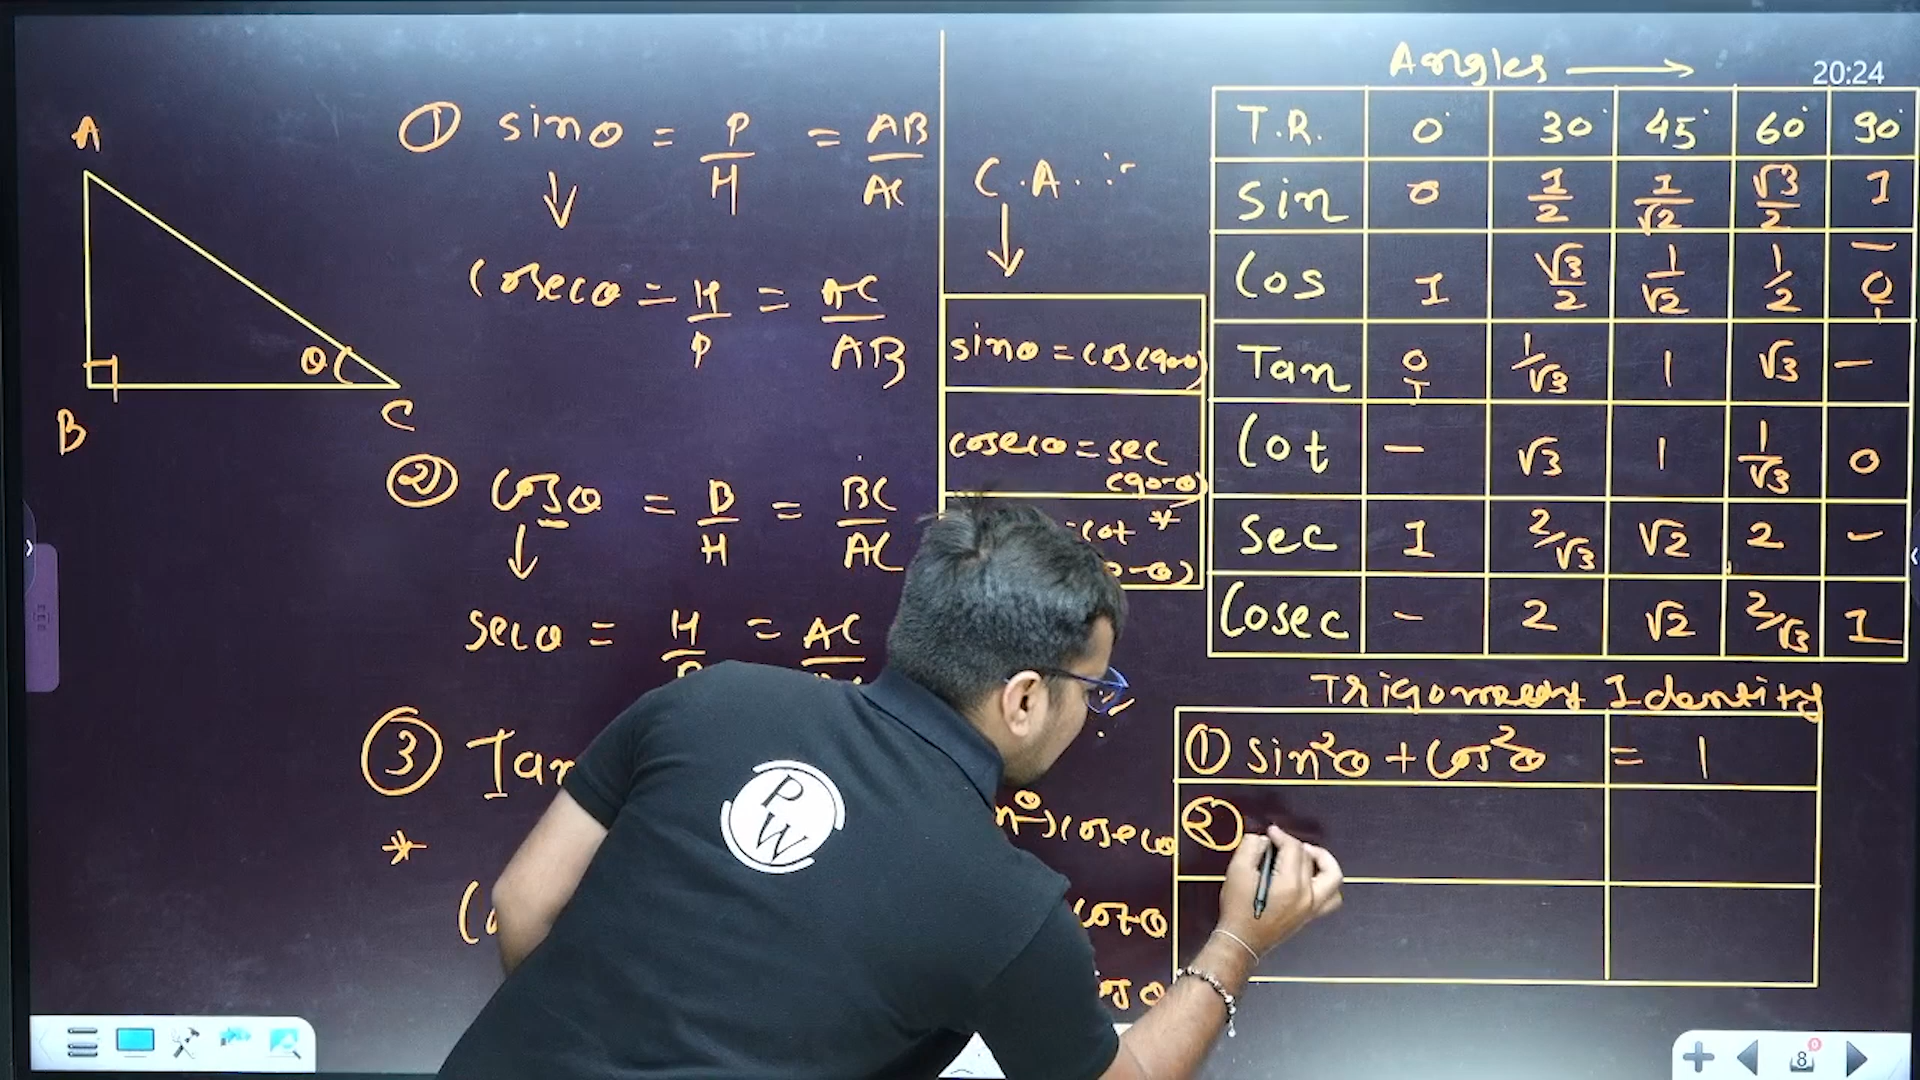 Angles →
20:24
A
B
C
θ
① sinθ = P/H = AB/AC
↓
cosecθ = H/P = AC/AB
② cosθ = B/H = BC/AC
↓
secθ = H/ = AC/
③ Tan
*
C.A. :-
↓
sinθ = cos(90-θ)
cosecθ = sec
(90-θ)
cot *
-θ)
T.R. 0° 30° 45° 60° 90°
sin 0 1/2 1/√2 √3/2 1
Cos 1 √3/2 1/√2 1/2 0
Tan 0 1/√3 1 √3 —
Cot — √3 1 1/√3 0
Sec 1 2/√3 √2 2 —
Cosec — 2 √2 2/√3 1
Trigonometry Identity
① sin²θ + cos²θ = 1
②
cosecθ
cotθ
PW
8